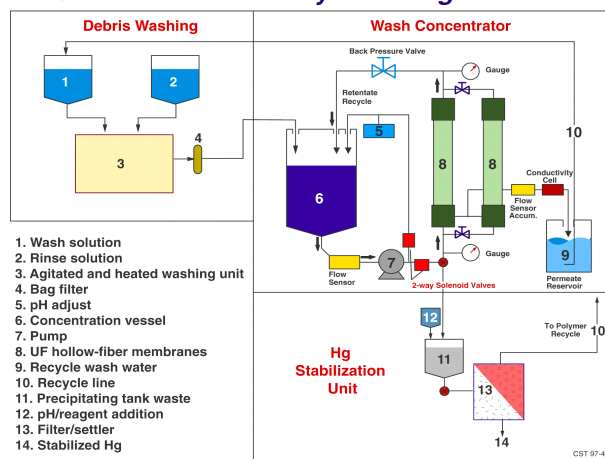 Debris Washing
Wash Concentrator
Back Pressure Valve
Gauge
1
2
Retentate
Recycle
4
5
10
3
6
8
8
Conductivity
Cell
Flow
Sensor
Accum.
9
Permeate
Reservoir
Gauge
7
Flow
Sensor
2-way Solenoid Valves
1. Wash solution
2. Rinse solution
3. Agitated and heated washing unit
4. Bag filter
5. pH adjust
6. Concentration vessel
7. Pump
8. UF hollow-fiber membranes
9. Recycle wash water
10. Recycle line
11. Precipitating tank waste
12. pH/reagent addition
13. Filter/settler
14. Stabilized Hg
Hg
Stabilization
Unit
12
11
13
14
To Polymer
Recycle
10
CST 97-4